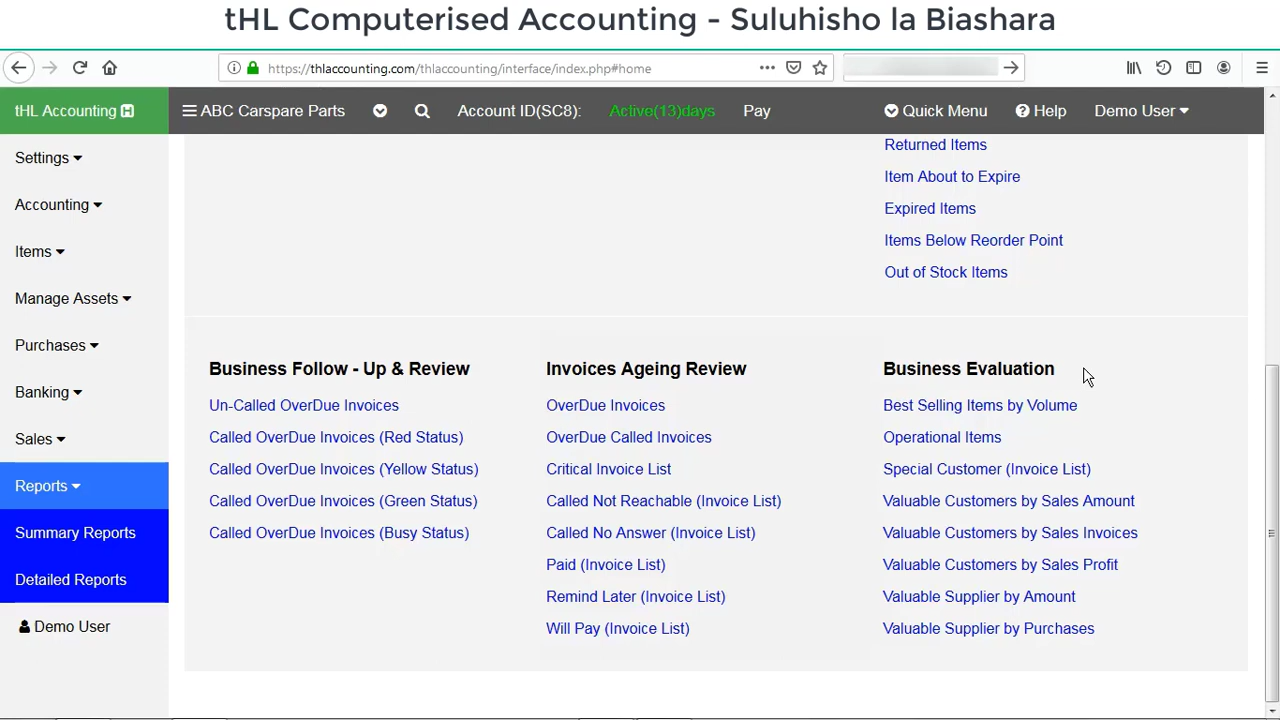 tHL Computerised Accounting - Suluhisho la Biashara
https://thlaccounting.com/thlaccounting/interface/index.php#home
tHL Accounting
ABC Carspare Parts
Account ID(SC8):
Active(13)days
Pay
Quick Menu
Help
Demo User
Settings
Accounting
Items
Manage Assets
Purchases
Banking
Sales
Reports
Summary Reports
Detailed Reports
Demo User
Returned Items
Item About to Expire
Expired Items
Items Below Reorder Point
Out of Stock Items
Business Follow - Up & Review
Un-Called OverDue Invoices
Called OverDue Invoices (Red Status)
Called OverDue Invoices (Yellow Status)
Called OverDue Invoices (Green Status)
Called OverDue Invoices (Busy Status)
Invoices Ageing Review
OverDue Invoices
OverDue Called Invoices
Critical Invoice List
Called Not Reachable (Invoice List)
Called No Answer (Invoice List)
Paid (Invoice List)
Remind Later (Invoice List)
Will Pay (Invoice List)
Business Evaluation
Best Selling Items by Volume
Operational Items
Special Customer (Invoice List)
Valuable Customers by Sales Amount
Valuable Customers by Sales Invoices
Valuable Customers by Sales Profit
Valuable Supplier by Amount
Valuable Supplier by Purchases